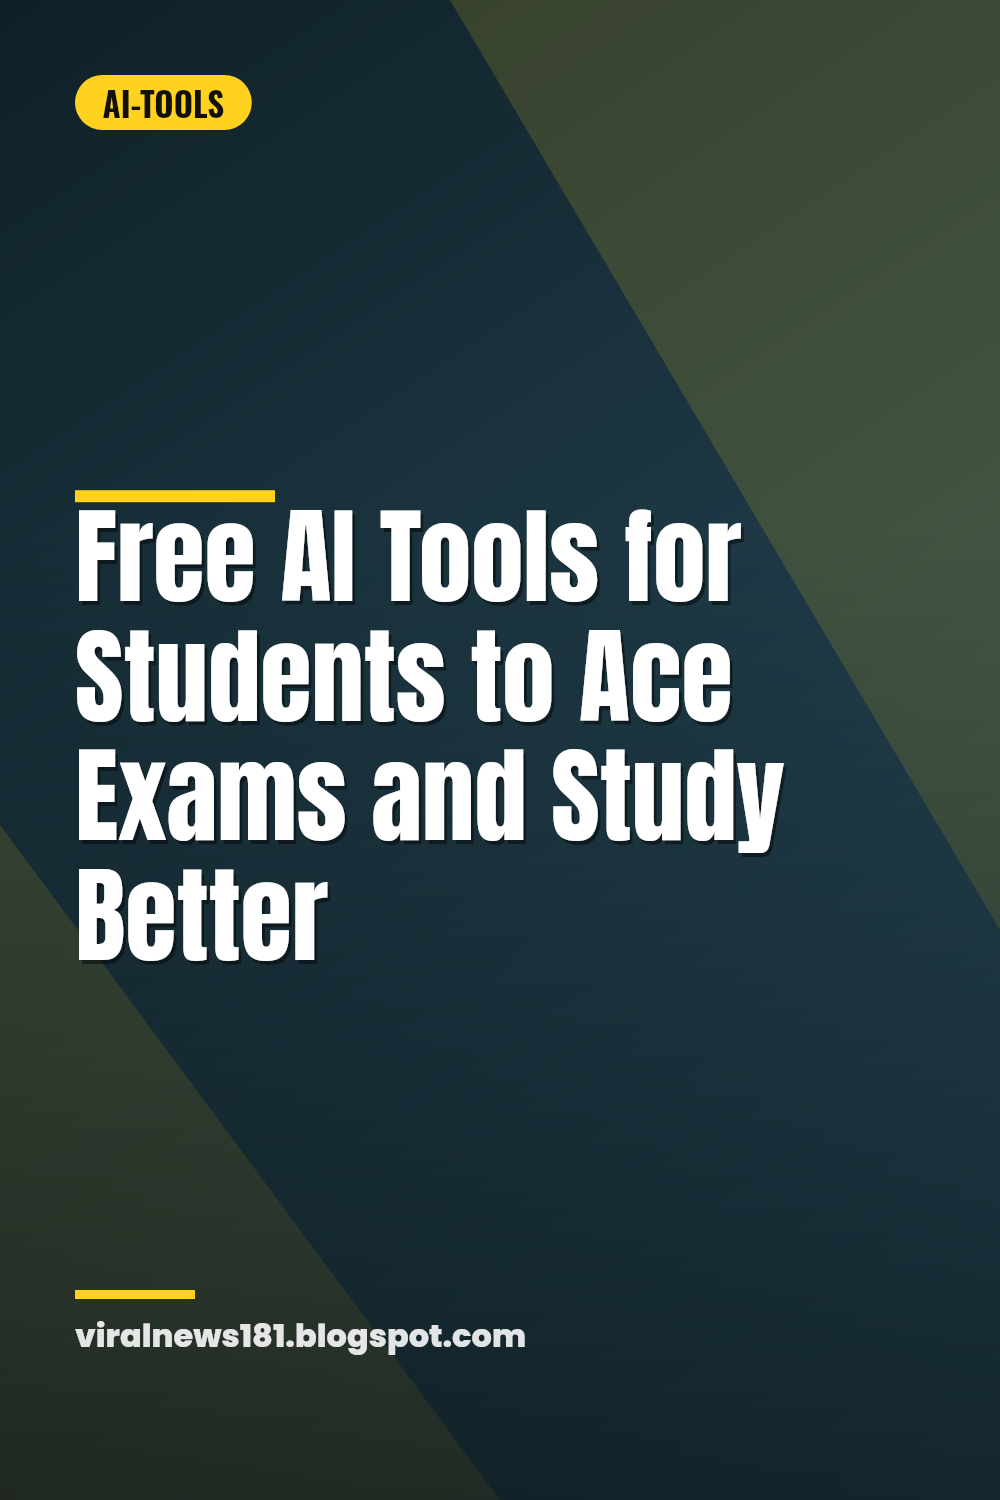 AI-TOOLS
Free AI Tools for
Students to Ace
Exams and Study
Better
viralnews181.blogspot.com